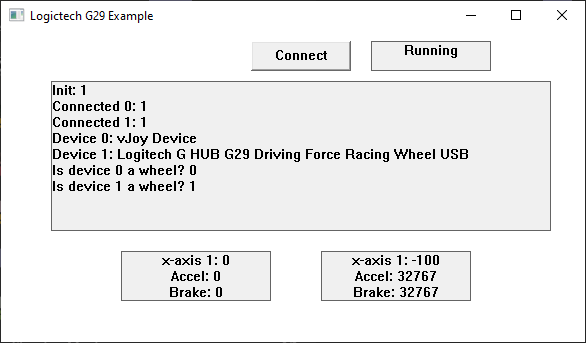 Logictech G29 Example
Connect
Running
Init: 1
Connected 0: 1
Connected 1: 1
Device 0: vJoy Device
Device 1: Logitech G HUB G29 Driving Force Racing Wheel USB
Is device 0 a wheel? 0
Is device 1 a wheel? 1
x-axis 1: 0
Accel: 0
Brake: 0
x-axis 1: -100
Accel: 32767
Brake: 32767